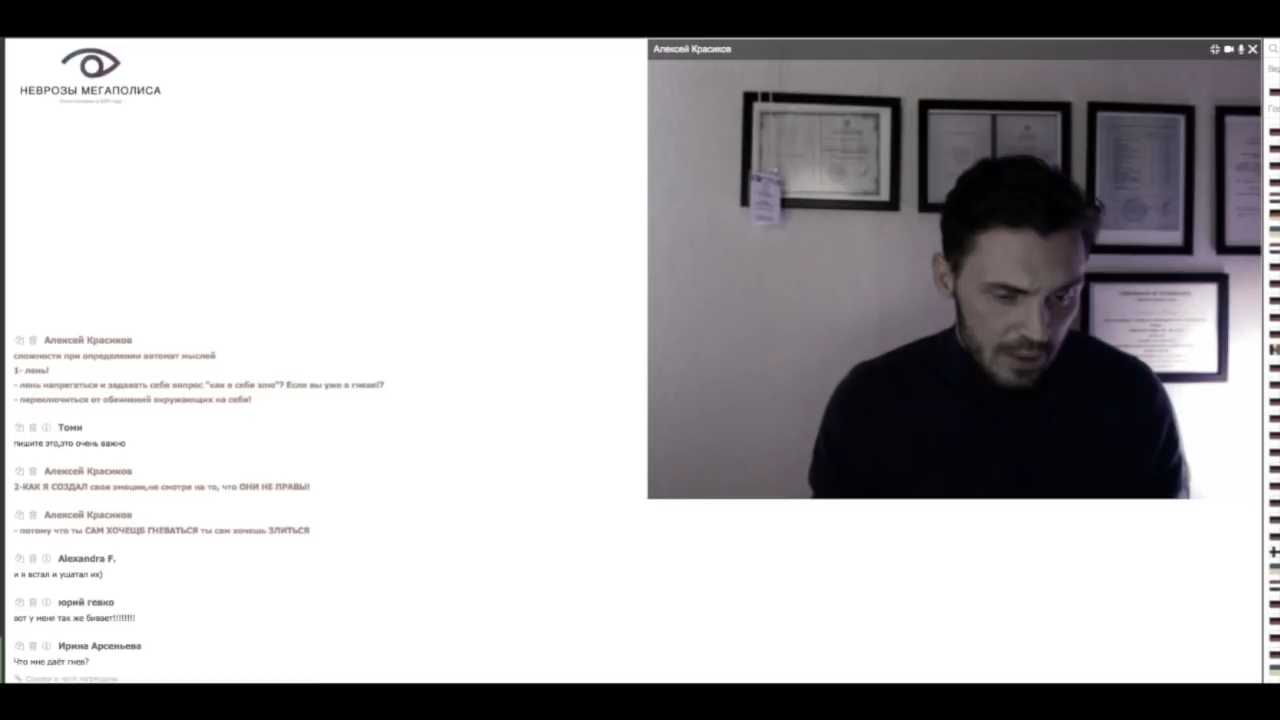 НЕВРОЗЫ МЕГАПОЛИСА
Алексей Красиков
Алексей Красиков
сложности при определении автомат мыслей
1- лень!
- лень напрягаться и задавать себе вопрос "как я себя злю"? Если вы уже в гневе!?
- переключиться от обвинений окружающих на себя!
Томи
пишите это,это очень важно
Алексей Красиков
2-КАК Я СОЗДАЛ свои эмоции,не смотря на то, что ОНИ НЕ ПРАВЫ!
Алексей Красиков
- потому что ты САМ ХОЧЕЩБ ГНЕВАТЬСЯ ты сам хочешь ЗЛИТЬСЯ
Alexandra F.
и я встал и ушатал их)
юрий гевко
вот у меня так же бивает!!!!!!!!
Ирина Арсеньева
Что мне даёт гнев?
Ссылки в чате запрещены